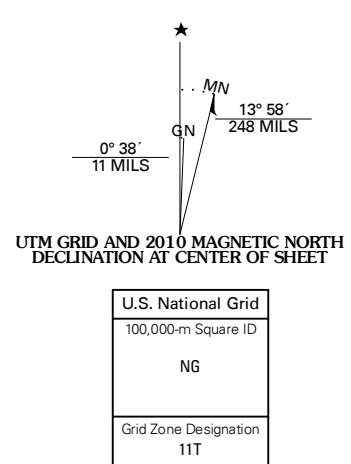 MN
13° 58´
248 MILS
GN
0° 38´
11 MILS
UTM GRID AND 2010 MAGNETIC NORTH
DECLINATION AT CENTER OF SHEET
U.S. National Grid
100,000-m Square ID
NG
Grid Zone Designation
11T